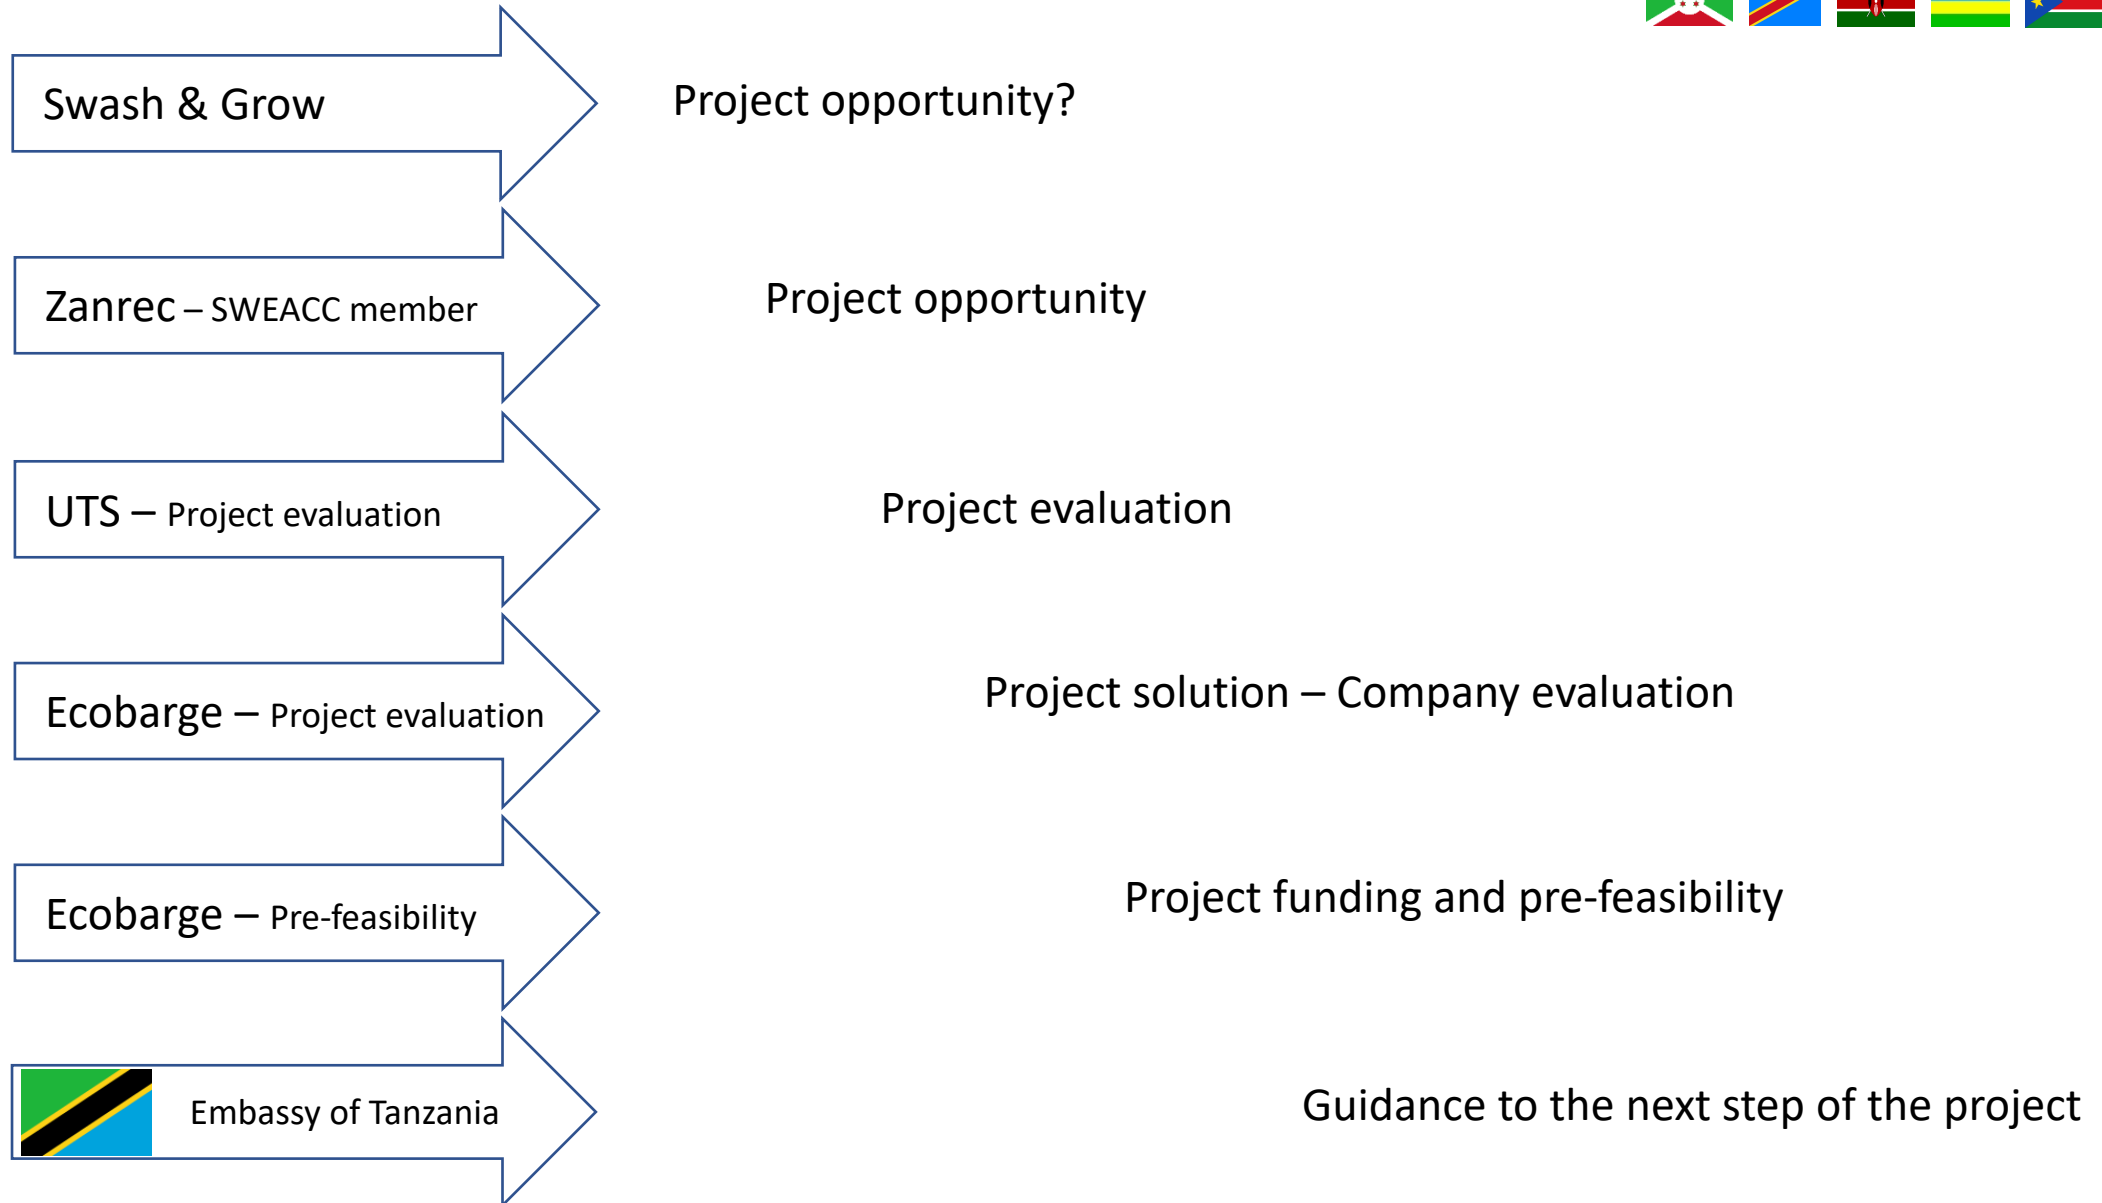 Swash & Grow
Project opportunity?
Zanrec – SWEACC member
Project opportunity
UTS – Project evaluation
Project evaluation
Ecobarge – Project evaluation
Project solution – Company evaluation
Ecobarge – Pre-feasibility
Project funding and pre-feasibility
Embassy of Tanzania
Guidance to the next step of the project